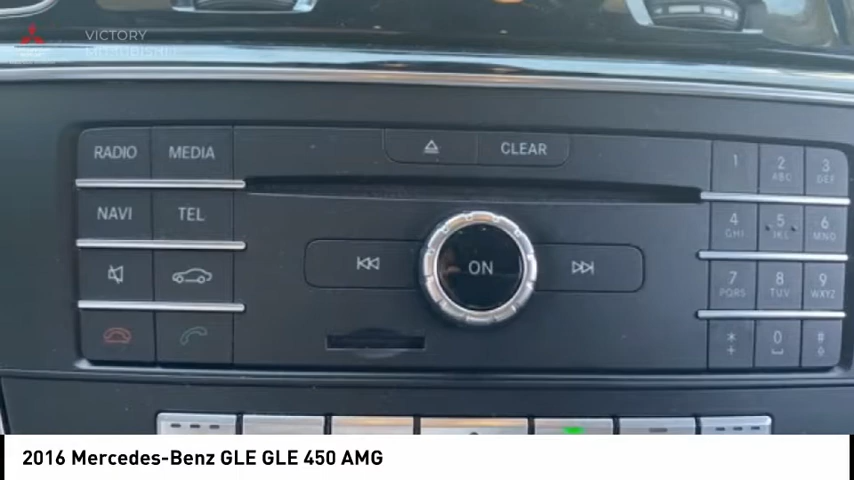 VICTORY
MITSUBISHI
RADIO MEDIA CLEAR 1 2 ABC 3 DEF
NAVI TEL 4 GHI 5 JKL 6 MNO
ON 7 PQRS 8 TUV 9 WXYZ
* + 0 #
2016 Mercedes-Benz GLE GLE 450 AMG